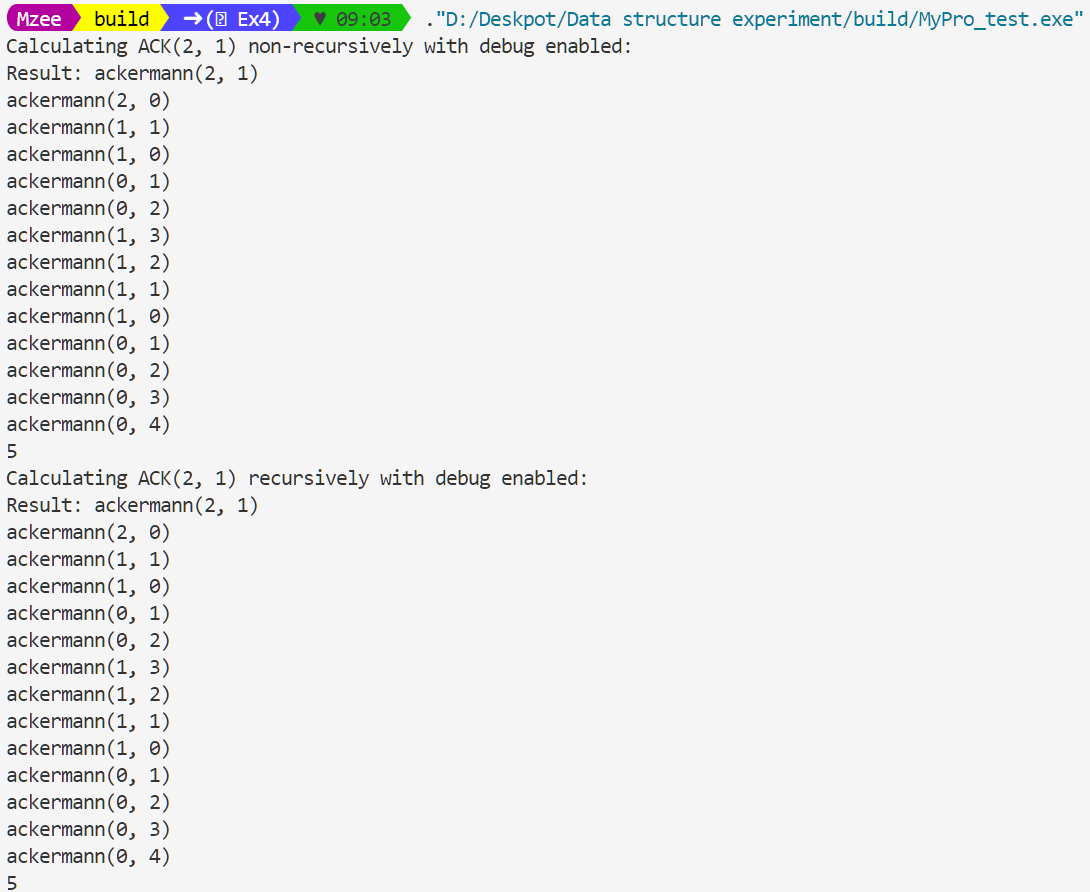 Mzee build →( Ex4) ♥ 09:03 ."D:/Deskpot/Data structure experiment/build/MyPro_test.exe"
Calculating ACK(2, 1) non-recursively with debug enabled:
Result: ackermann(2, 1)
ackermann(2, 0)
ackermann(1, 1)
ackermann(1, 0)
ackermann(0, 1)
ackermann(0, 2)
ackermann(1, 3)
ackermann(1, 2)
ackermann(1, 1)
ackermann(1, 0)
ackermann(0, 1)
ackermann(0, 2)
ackermann(0, 3)
ackermann(0, 4)
5
Calculating ACK(2, 1) recursively with debug enabled:
Result: ackermann(2, 1)
ackermann(2, 0)
ackermann(1, 1)
ackermann(1, 0)
ackermann(0, 1)
ackermann(0, 2)
ackermann(1, 3)
ackermann(1, 2)
ackermann(1, 1)
ackermann(1, 0)
ackermann(0, 1)
ackermann(0, 2)
ackermann(0, 3)
ackermann(0, 4)
5